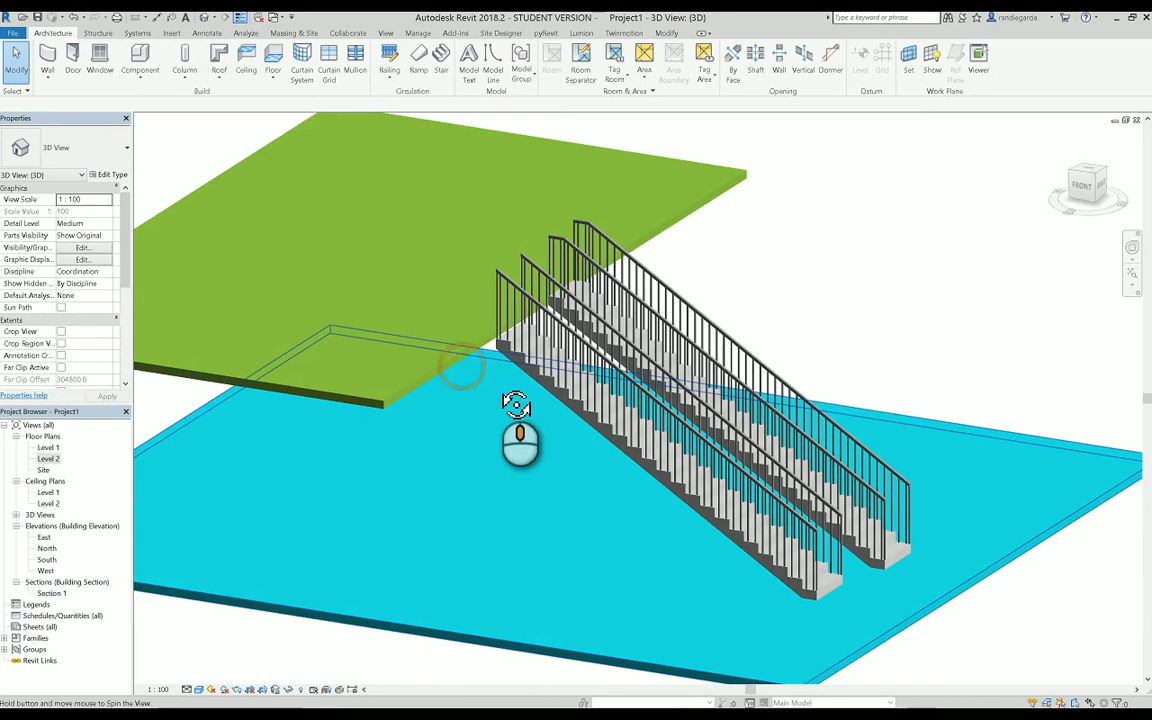 Autodesk Revit 2018.2 - STUDENT VERSION - Project1 - 3D View: {3D}
Type a keyword or phrase
randiegarcia
File Architecture Structure Systems Insert Annotate Analyze Massing & Site Collaborate View Manage Add-Ins Site Designer pyRevit Lumion Twinmotion Modify
Modify
Wall
Door
Window
Component
Column
Roof
Ceiling
Floor
Curtain System
Curtain Grid
Mullion
Railing
Ramp
Stair
Model Text
Model Line
Model Group
Room
Room Separator
Tag Room
Area
Area Boundary
Tag Area
By Face
Shaft
Wall
Vertical
Dormer
Level
Grid
Set
Show
Ref Plane
Viewer
Select
Build
Circulation
Model
Room & Area
Opening
Datum
Work Plane
Properties
3D View
3D View: {3D}
Edit Type
Graphics
View Scale 1 : 100
Scale Value 1: 100
Detail Level Medium
Parts Visibility Show Original
Visibility/Grap... Edit...
Graphic Displa... Edit...
Discipline Coordination
Show Hidden ... By Discipline
Default Analys... None
Sun Path
Extents
Crop View
Crop Region V...
Annotation Cr...
Far Clip Active
Far Clip Offset 304800.0
Properties help
Apply
Project Browser - Project1
Views (all)
Floor Plans
Level 1
Level 2
Site
Ceiling Plans
Level 1
Level 2
3D Views
Elevations (Building Elevation)
East
North
South
West
Sections (Building Section)
Section 1
Legends
Schedules/Quantities (all)
Sheets (all)
Families
Groups
Revit Links
FRONT
1 : 100
Hold button and move mouse to Spin the View.
Main Model
:0